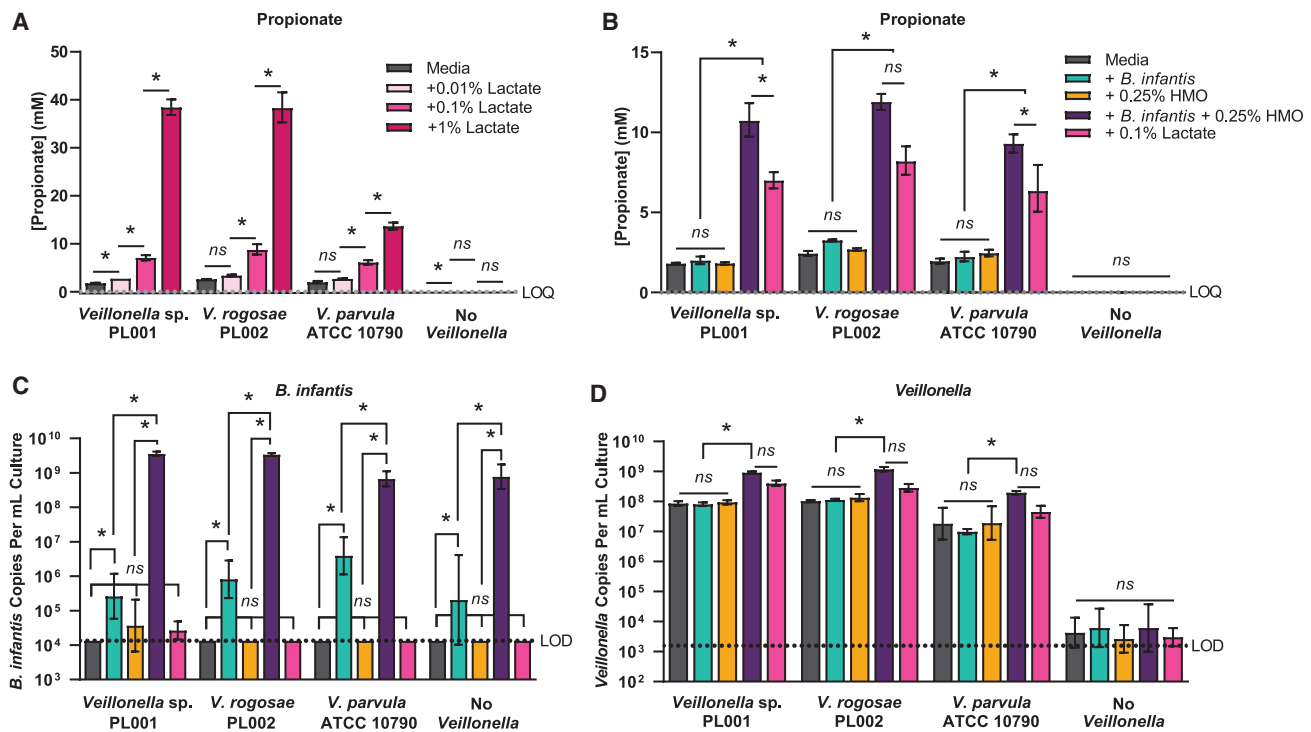 A
Propionate
[Propionate] (mM)
50
40
30
20
10
0
Media
+0.01% Lactate
+0.1% Lactate
+1% Lactate
*
*
*
ns
*
*
ns
*
*
*
ns
ns
LOQ
Veillonella sp.
PL001
V. rogosae
PL002
V. parvula
ATCC 10790
No
Veillonella
B
Propionate
[Propionate] (mM)
15
10
5
0
Media
+ B. infantis
+ 0.25% HMO
+ B. infantis + 0.25% HMO
+ 0.1% Lactate
*
*
ns
*
ns
ns
*
*
ns
ns
LOQ
Veillonella sp.
PL001
V. rogosae
PL002
V. parvula
ATCC 10790
No
Veillonella
C
B. infantis
B. infantis Copies Per mL Culture
10^10
10^9
10^8
10^7
10^6
10^5
10^4
10^3
*
*
*
ns
*
*
*
ns
*
*
*
ns
*
*
*
ns
LOD
Veillonella sp.
PL001
V. rogosae
PL002
V. parvula
ATCC 10790
No
Veillonella
D
Veillonella
Veillonella Copies Per mL Culture
10^10
10^9
10^8
10^7
10^6
10^5
10^4
10^3
10^2
*
ns
ns
*
ns
ns
*
ns
ns
ns
LOD
Veillonella sp.
PL001
V. rogosae
PL002
V. parvula
ATCC 10790
No
Veillonella